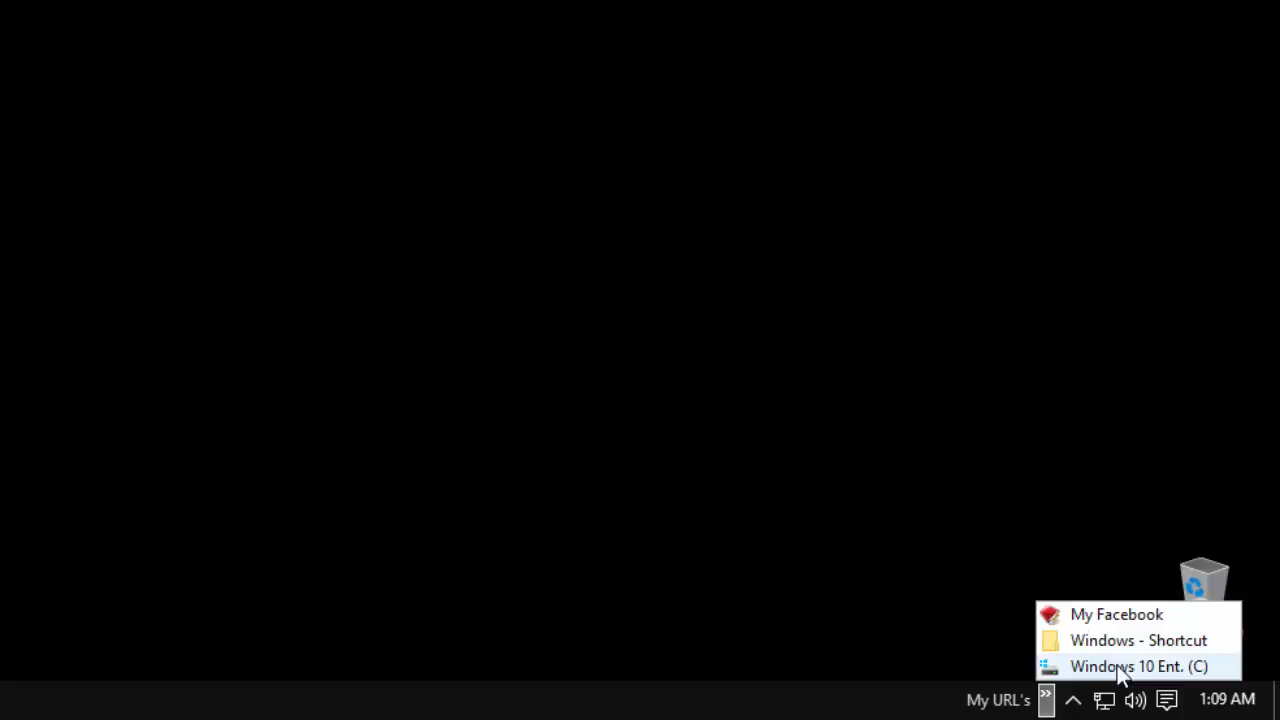 My Facebook
Windows - Shortcut
Windows 10 Ent. (C)
My URL's
1:09 AM